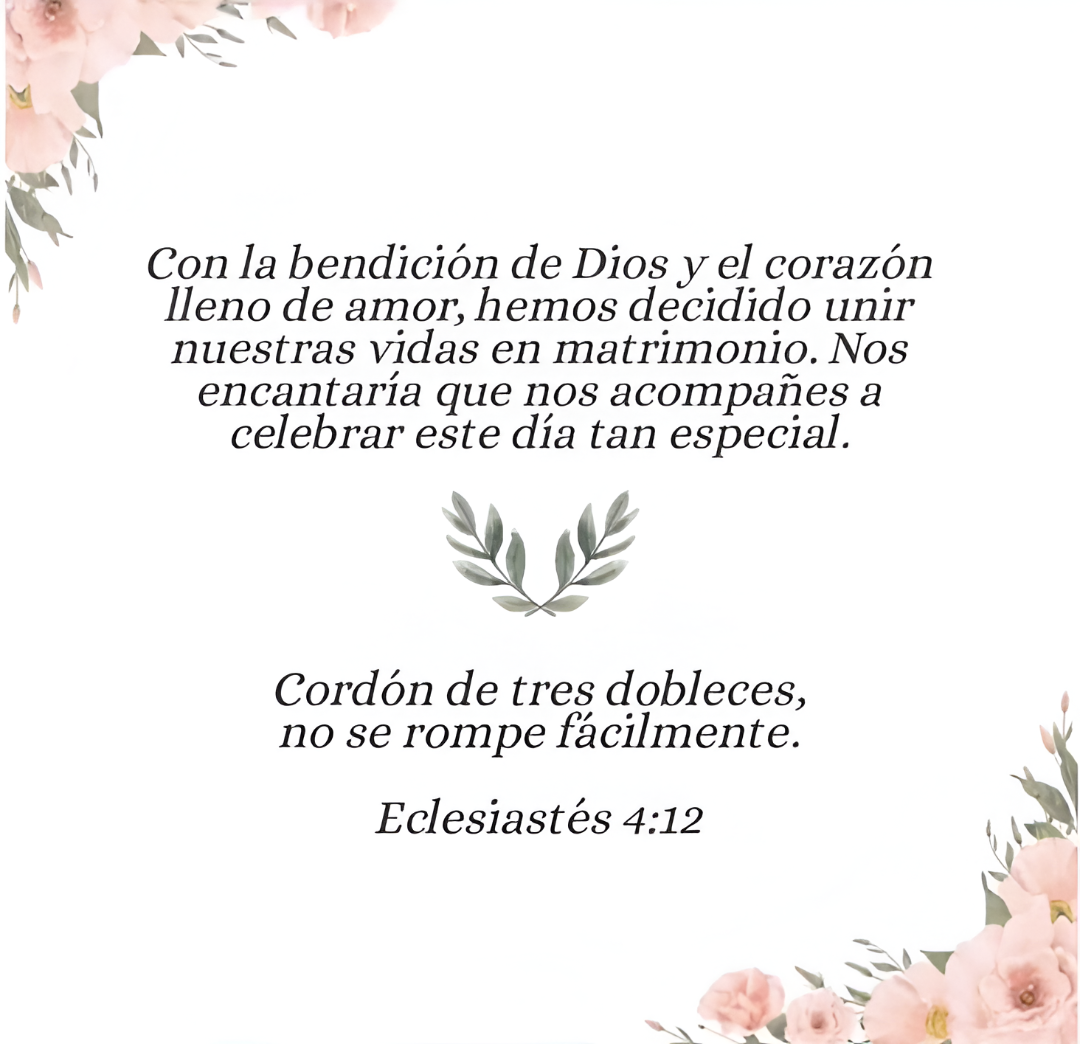 Con la bendición de Dios y el corazón
lleno de amor, hemos decidido unir
nuestras vidas en matrimonio. Nos
encantaría que nos acompañes a
celebrar este día tan especial.
Cordón de tres dobleces,
no se rompe fácilmente.
Eclesiastés 4:12